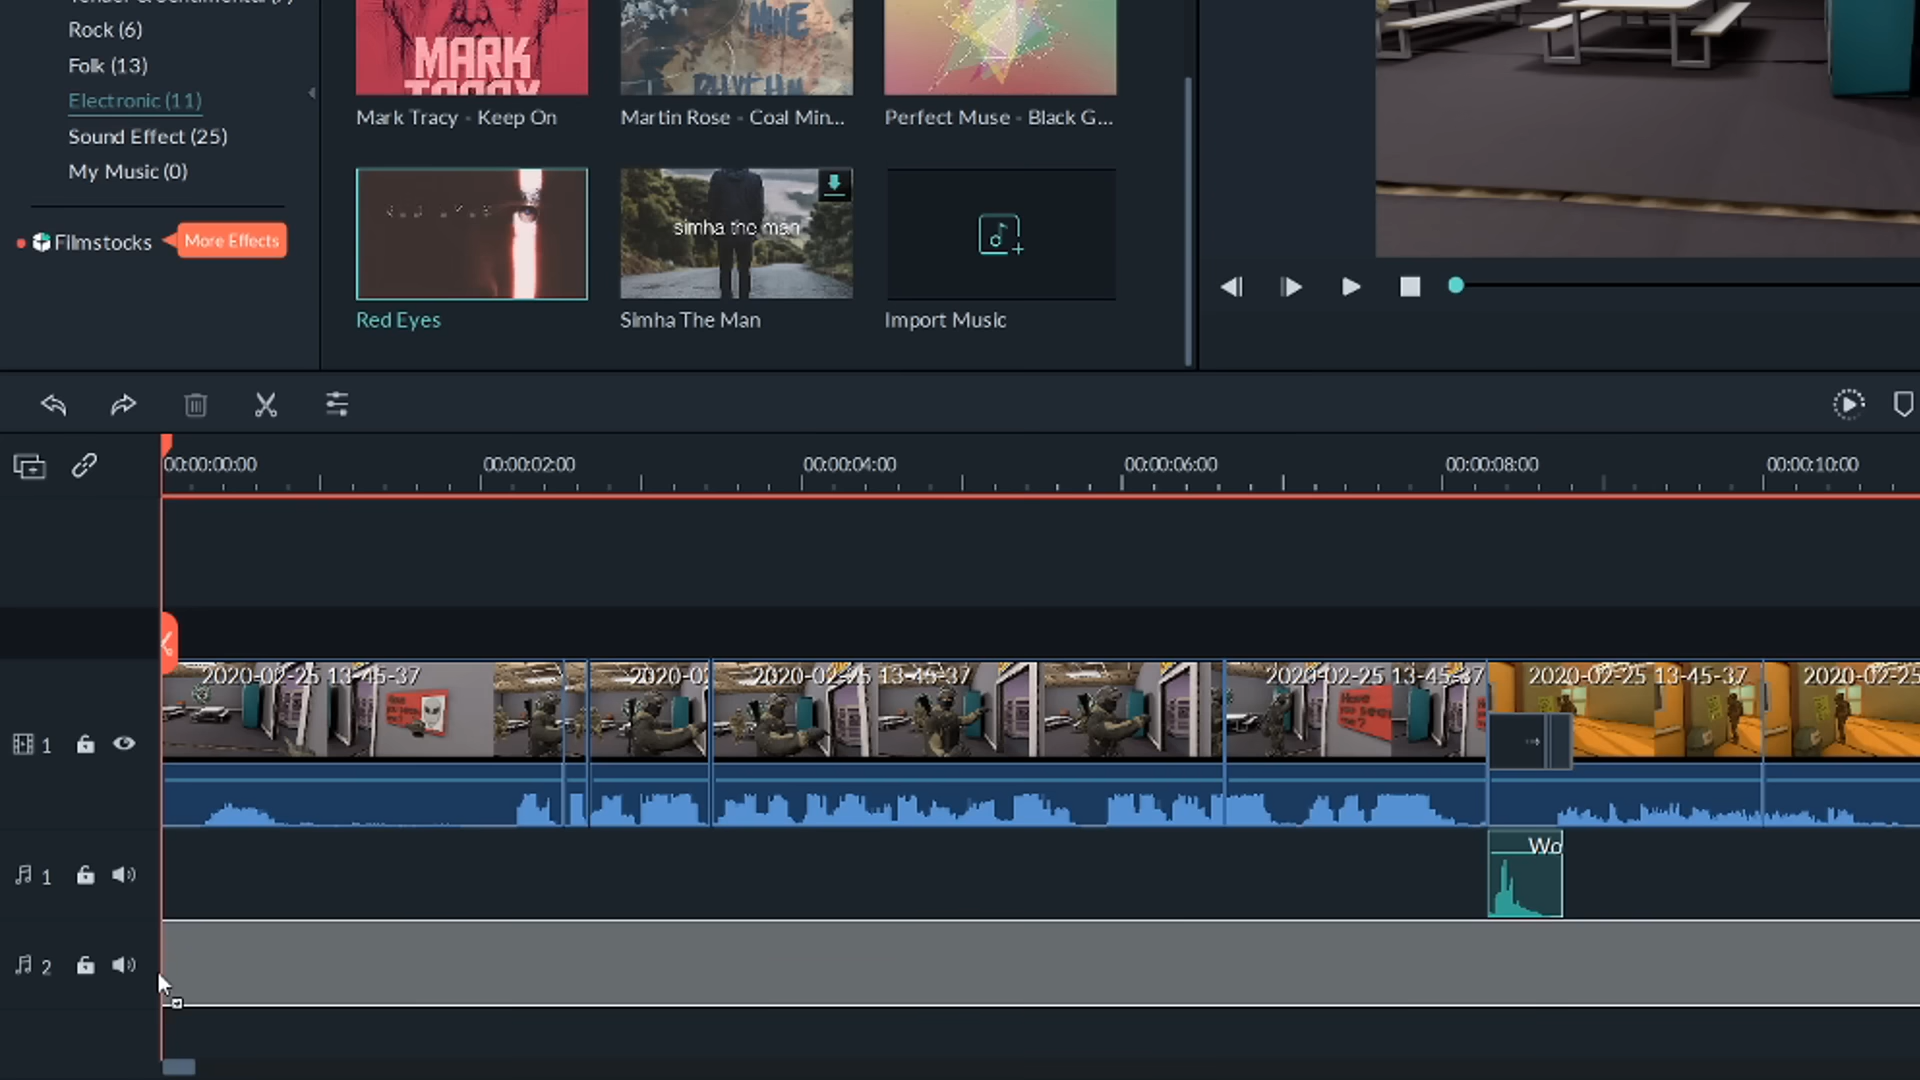 Rock (6)
Folk (13)
Electronic (11)
Sound Effect (25)
My Music (0)
Filmstocks
More Effects
MARK
Mark Tracy - Keep On
MINE
RHYTHM
Martin Rose - Coal Min...
Perfect Muse - Black G...
Red Eyes
simha the man
Simha The Man
Import Music
00:00:00:00
00:00:02:00
00:00:04:00
00:00:06:00
00:00:08:00
00:00:10:00
2020-02-25 13-45-37
2020-0
2020-02-25 13-45-37
2020-02-25 13-45-37
2020-02-25 13-45-37
2020-02-25
1
1
Wo
2